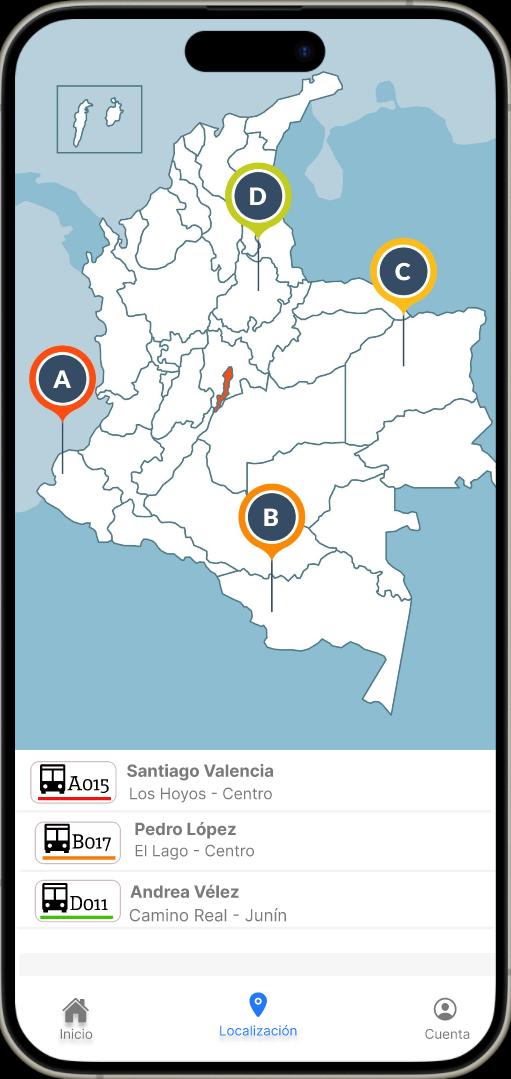 D
C
A
B
A015
Santiago Valencia
Los Hoyos - Centro
B017
Pedro López
El Lago - Centro
D011
Andrea Vélez
Camino Real - Junín
Inicio
Localización
Cuenta